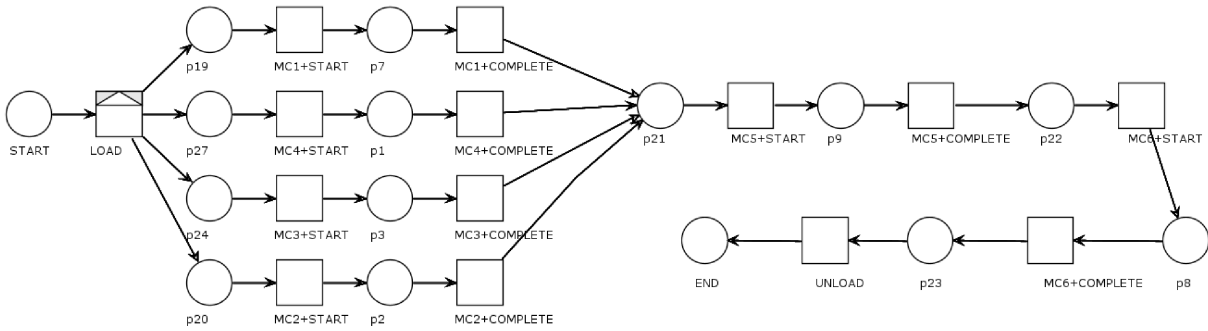 p19 MC1+START p7 MC1+COMPLETE
START LOAD p27 MC4+START p1 MC4+COMPLETE p21 MC5+START p9 MC5+COMPLETE p22 MC6+START
p24 MC3+START p3 MC3+COMPLETE
END UNLOAD p23 MC6+COMPLETE p8
p20 MC2+START p2 MC2+COMPLETE